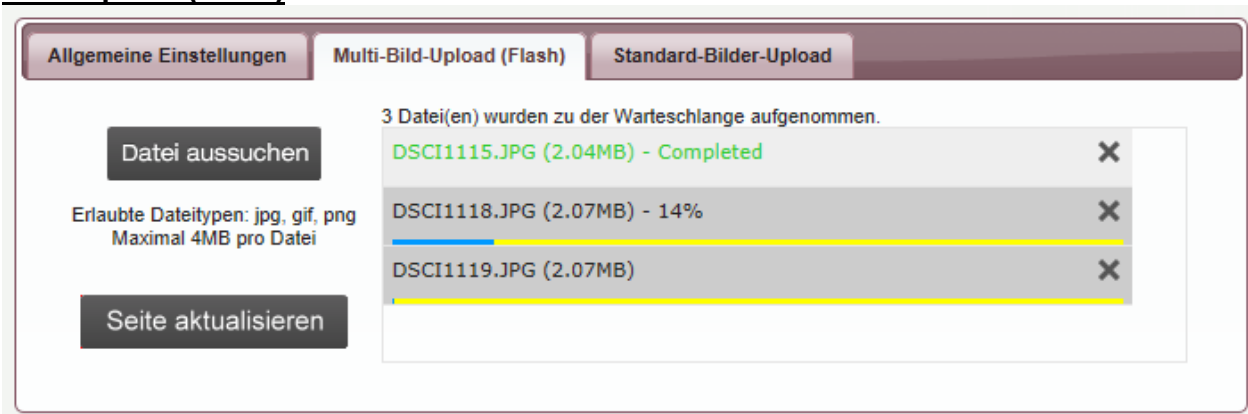 Allgemeine Einstellungen
Multi-Bild-Upload (Flash)
Standard-Bilder-Upload
3 Datei(en) wurden zu der Warteschlange aufgenommen.
Datei aussuchen
DSCI1115.JPG (2.04MB) - Completed
Erlaubte Dateitypen: jpg, gif, png
Maximal 4MB pro Datei
DSCI1118.JPG (2.07MB) - 14%
DSCI1119.JPG (2.07MB)
Seite aktualisieren